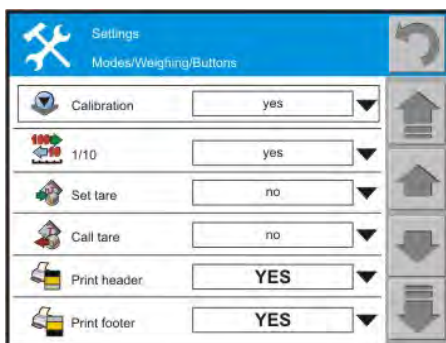 Settings
Modes/Weighing/Buttons
Calibration yes
1/10 yes
Set tare no
Call tare no
Print header YES
Print footer YES